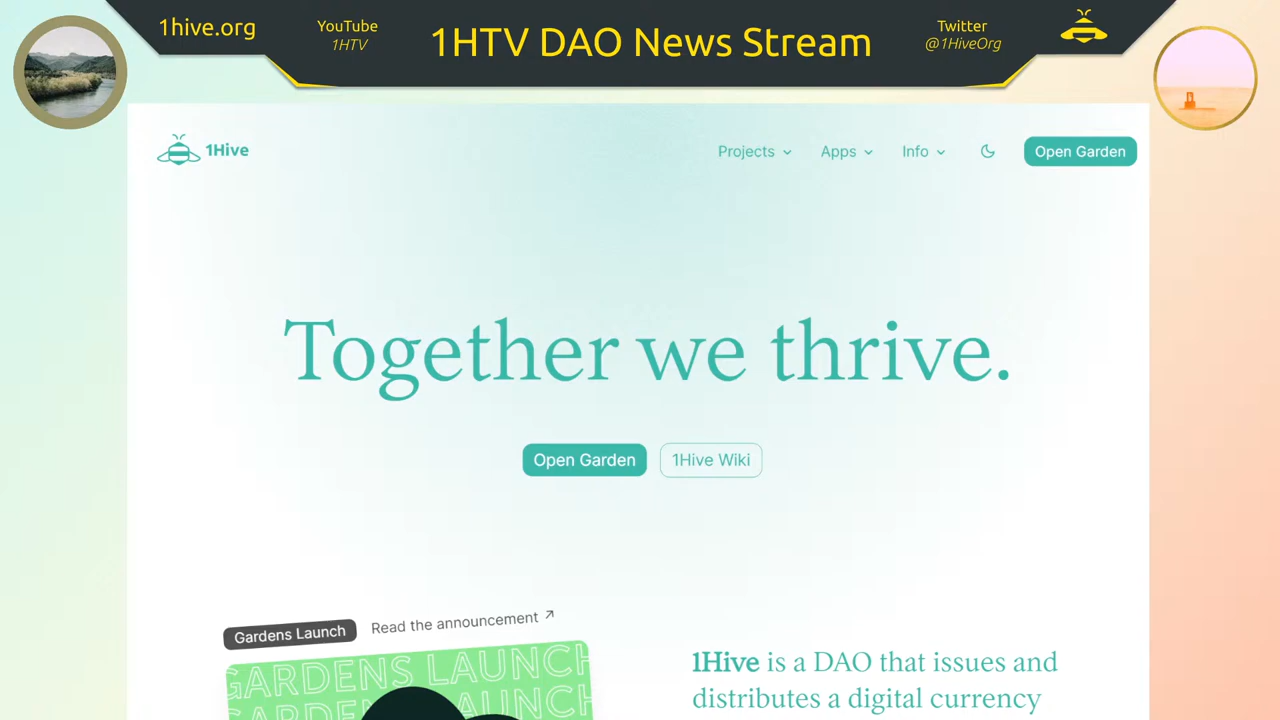 1hive.org
YouTube
1HTV
1HTV DAO News Stream
Twitter
@1HiveOrg
1Hive
Projects
Apps
Info
Open Garden
Together we thrive.
Open Garden
1Hive Wiki
Gardens Launch
Read the announcement ↗
GARDENS LAUNCH
GARDENS LAUNCH
1Hive is a DAO that issues and
distributes a digital currency